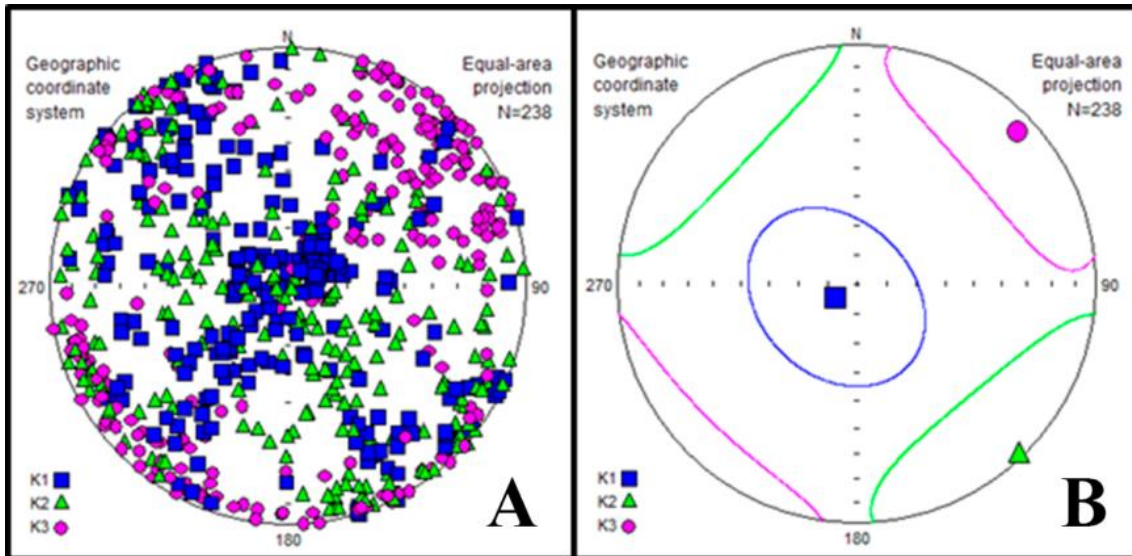 Geographic
coordinate
system
N
Equal-area
projection
N=238
270
90
180
K1
K2
K3
A
Geographic
coordinate
system
N
Equal-area
projection
N=238
270
90
180
K1
K2
K3
B